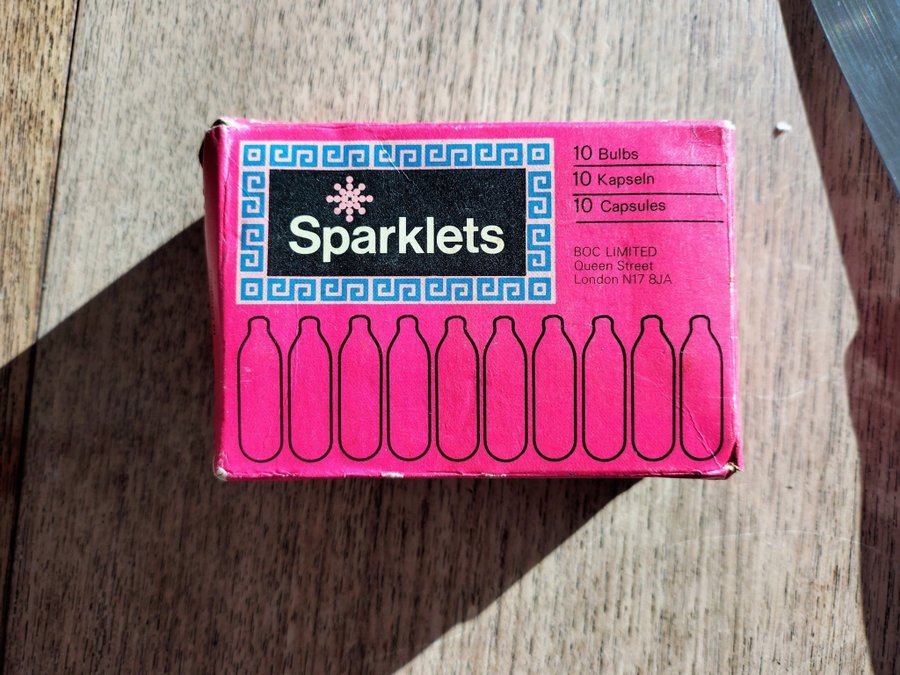 Sparklets
10 Bulbs
10 Kapseln
10 Capsules
BOC LIMITED
Queen Street
London N17 8JA